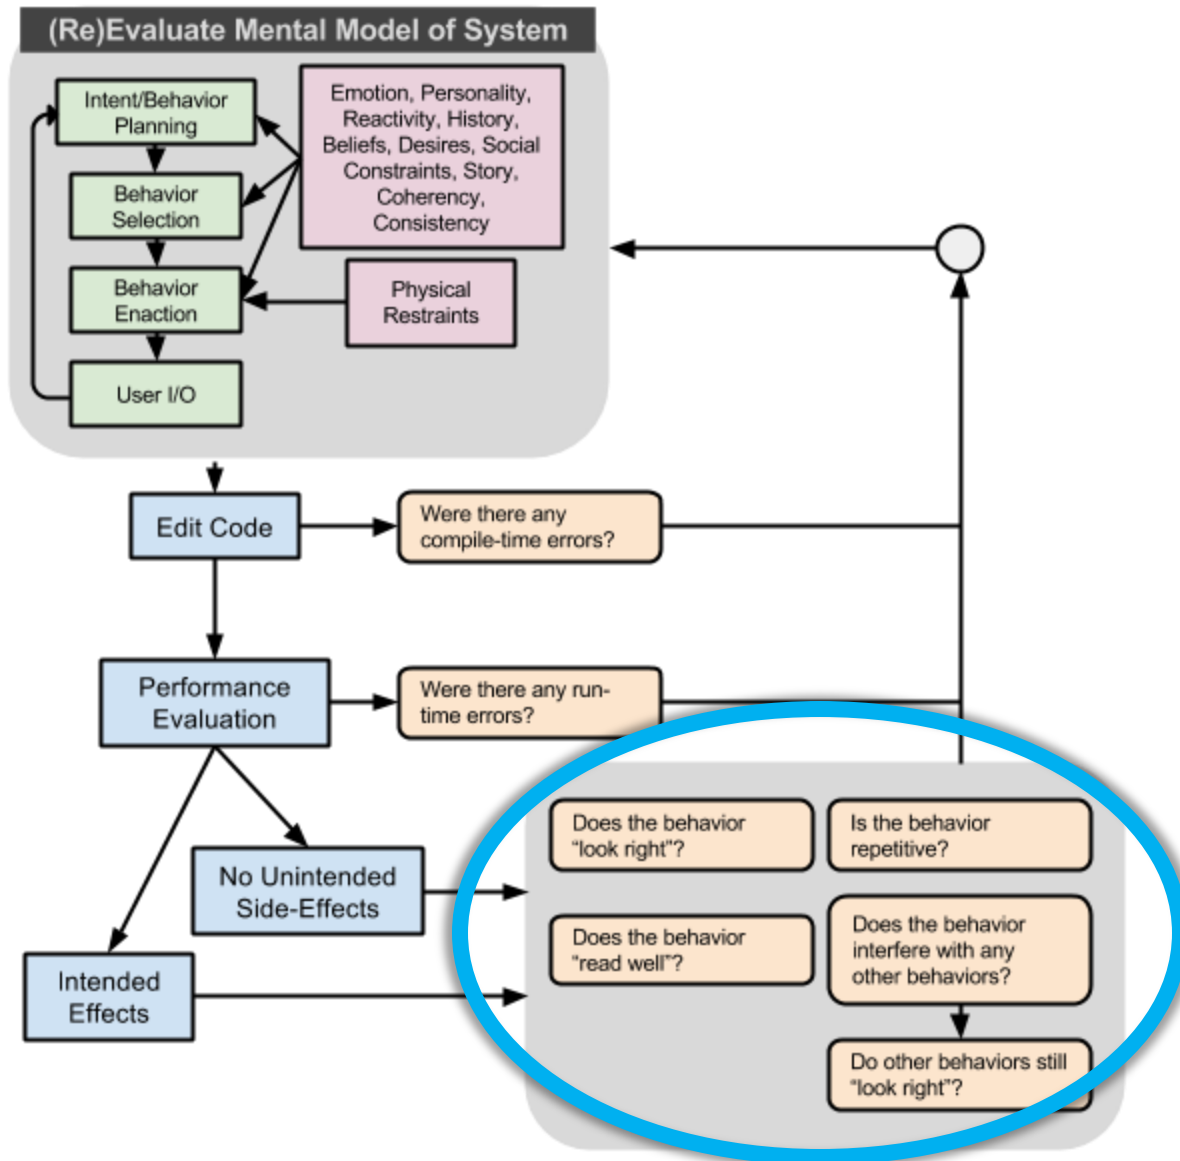 (Re)Evaluate Mental Model of System
Intent/Behavior
Planning
Behavior
Selection
Behavior
Enaction
User I/O
Emotion, Personality,
Reactivity, History,
Beliefs, Desires, Social
Constraints, Story,
Coherency,
Consistency
Physical
Restraints
Edit Code
Were there any
compile-time errors?
Performance
Evaluation
Were there any run-
time errors?
No Unintended
Side-Effects
Intended
Effects
Does the behavior
“look right”?
Is the behavior
repetitive?
Does the behavior
“read well”?
Does the behavior
interfere with any
other behaviors?
Do other behaviors still
“look right”?